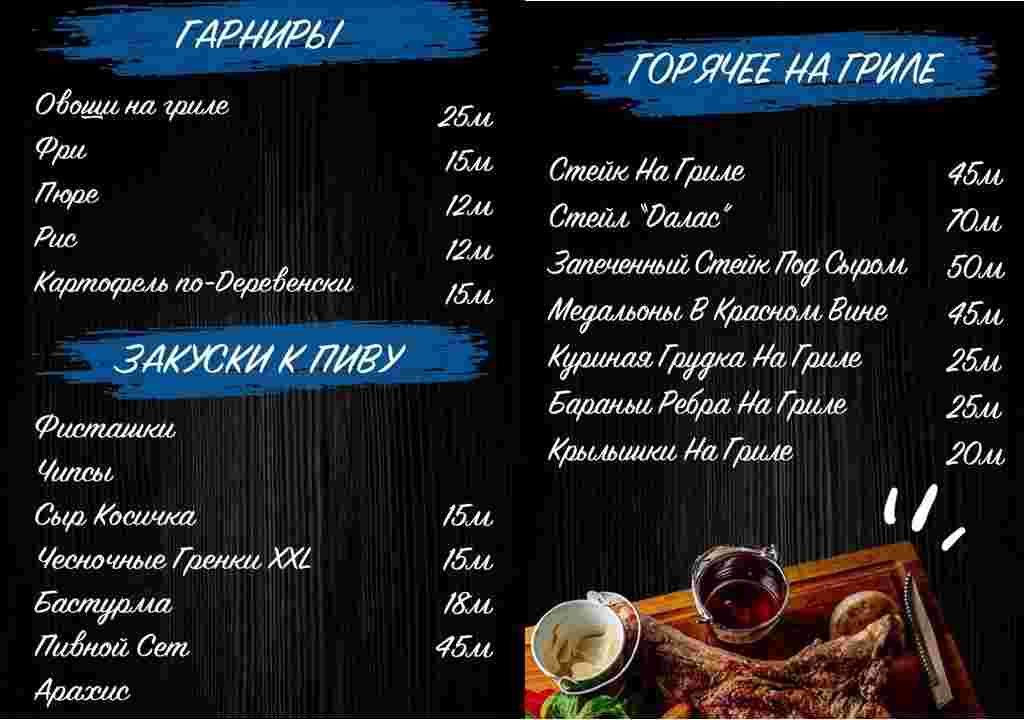 ГАРНИРЫ
Овощи на гриле 25м
Фри 15м
Пюре 12м
Рис 12м
Картофель по-Деревенски 15м
ЗАКУСКИ К ПИВУ
Фисташки
Чипсы
Сыр Косичка 15м
Чесночные Гренки XXL 15м
Бастурма 18м
Пивной Сет 45м
Арахис
ГОРЯЧЕЕ НА ГРИЛЕ
Стейк На Гриле 45м
Стейл "Далас" 70м
Запеченный Стейк Под Сыром 50м
Медальоны В Красном Вине 45м
Куриная Грудка На Гриле 25м
Бараньи Ребра На Гриле 25м
Крылышки На Гриле 20м